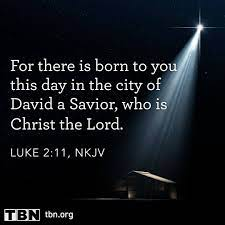 For there is born to you
this day in the city of
David a Savior, who is
Christ the Lord.
LUKE 2:11, NKJV
TBN tbn.org